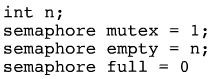 int n;
semaphore mutex = 1;
semaphore empty = n;
semaphore full = 0